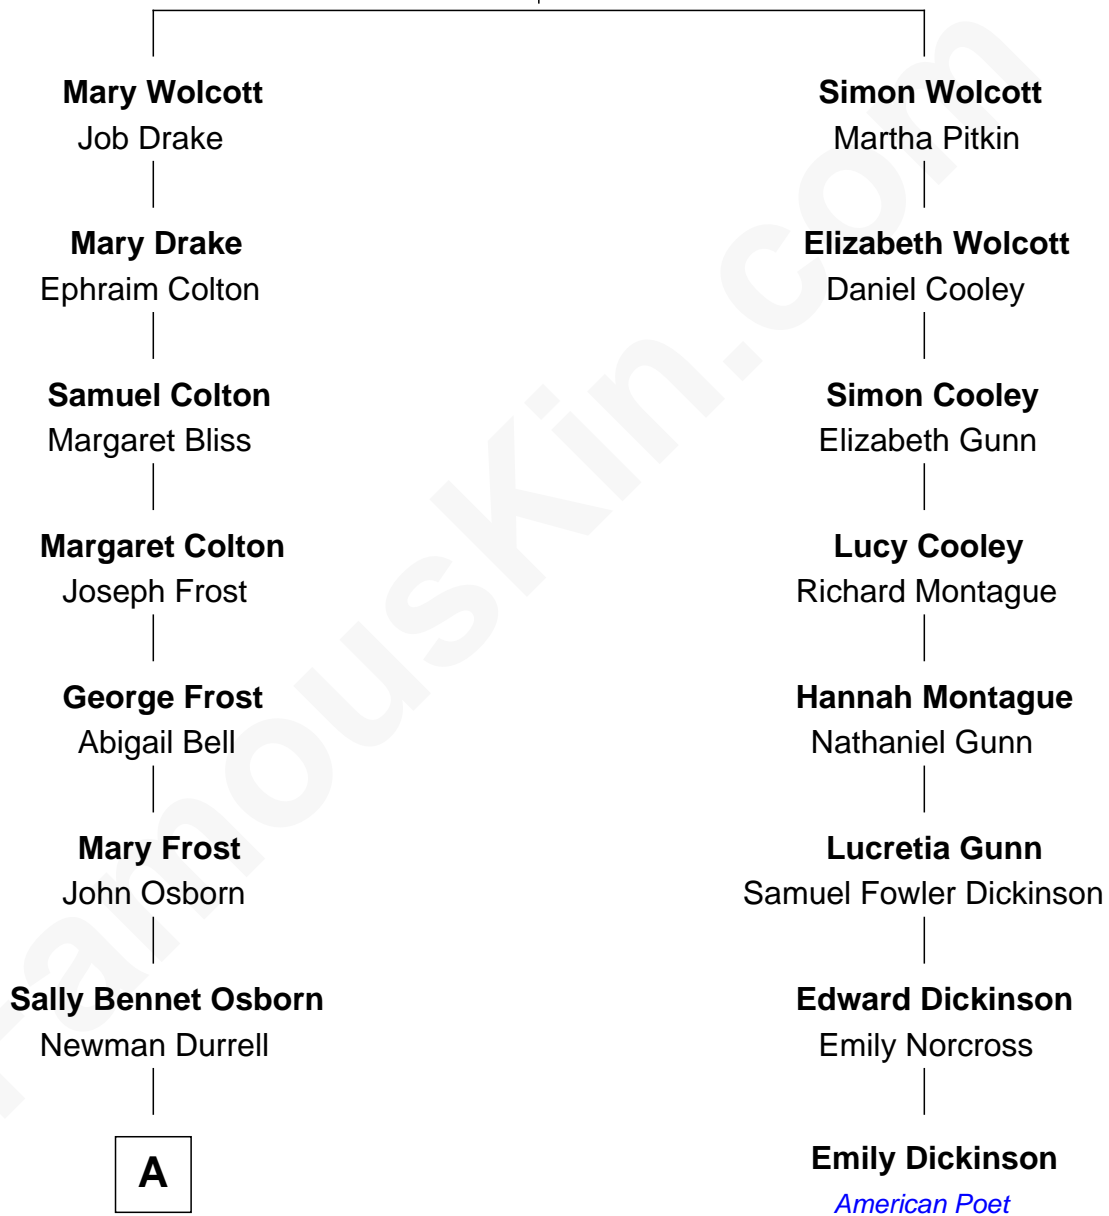 Mary Wolcott
Job Drake
Mary Drake
Ephraim Colton
Samuel Colton
Margaret Bliss
Margaret Colton
Joseph Frost
George Frost
Abigail Bell
Mary Frost
John Osborn
Sally Bennet Osborn
Newman Durrell
A
Simon Wolcott
Martha Pitkin
Elizabeth Wolcott
Daniel Cooley
Simon Cooley
Elizabeth Gunn
Lucy Cooley
Richard Montague
Hannah Montague
Nathaniel Gunn
Lucretia Gunn
Samuel Fowler Dickinson
Edward Dickinson
Emily Norcross
Emily Dickinson
American Poet
FamousKin.com